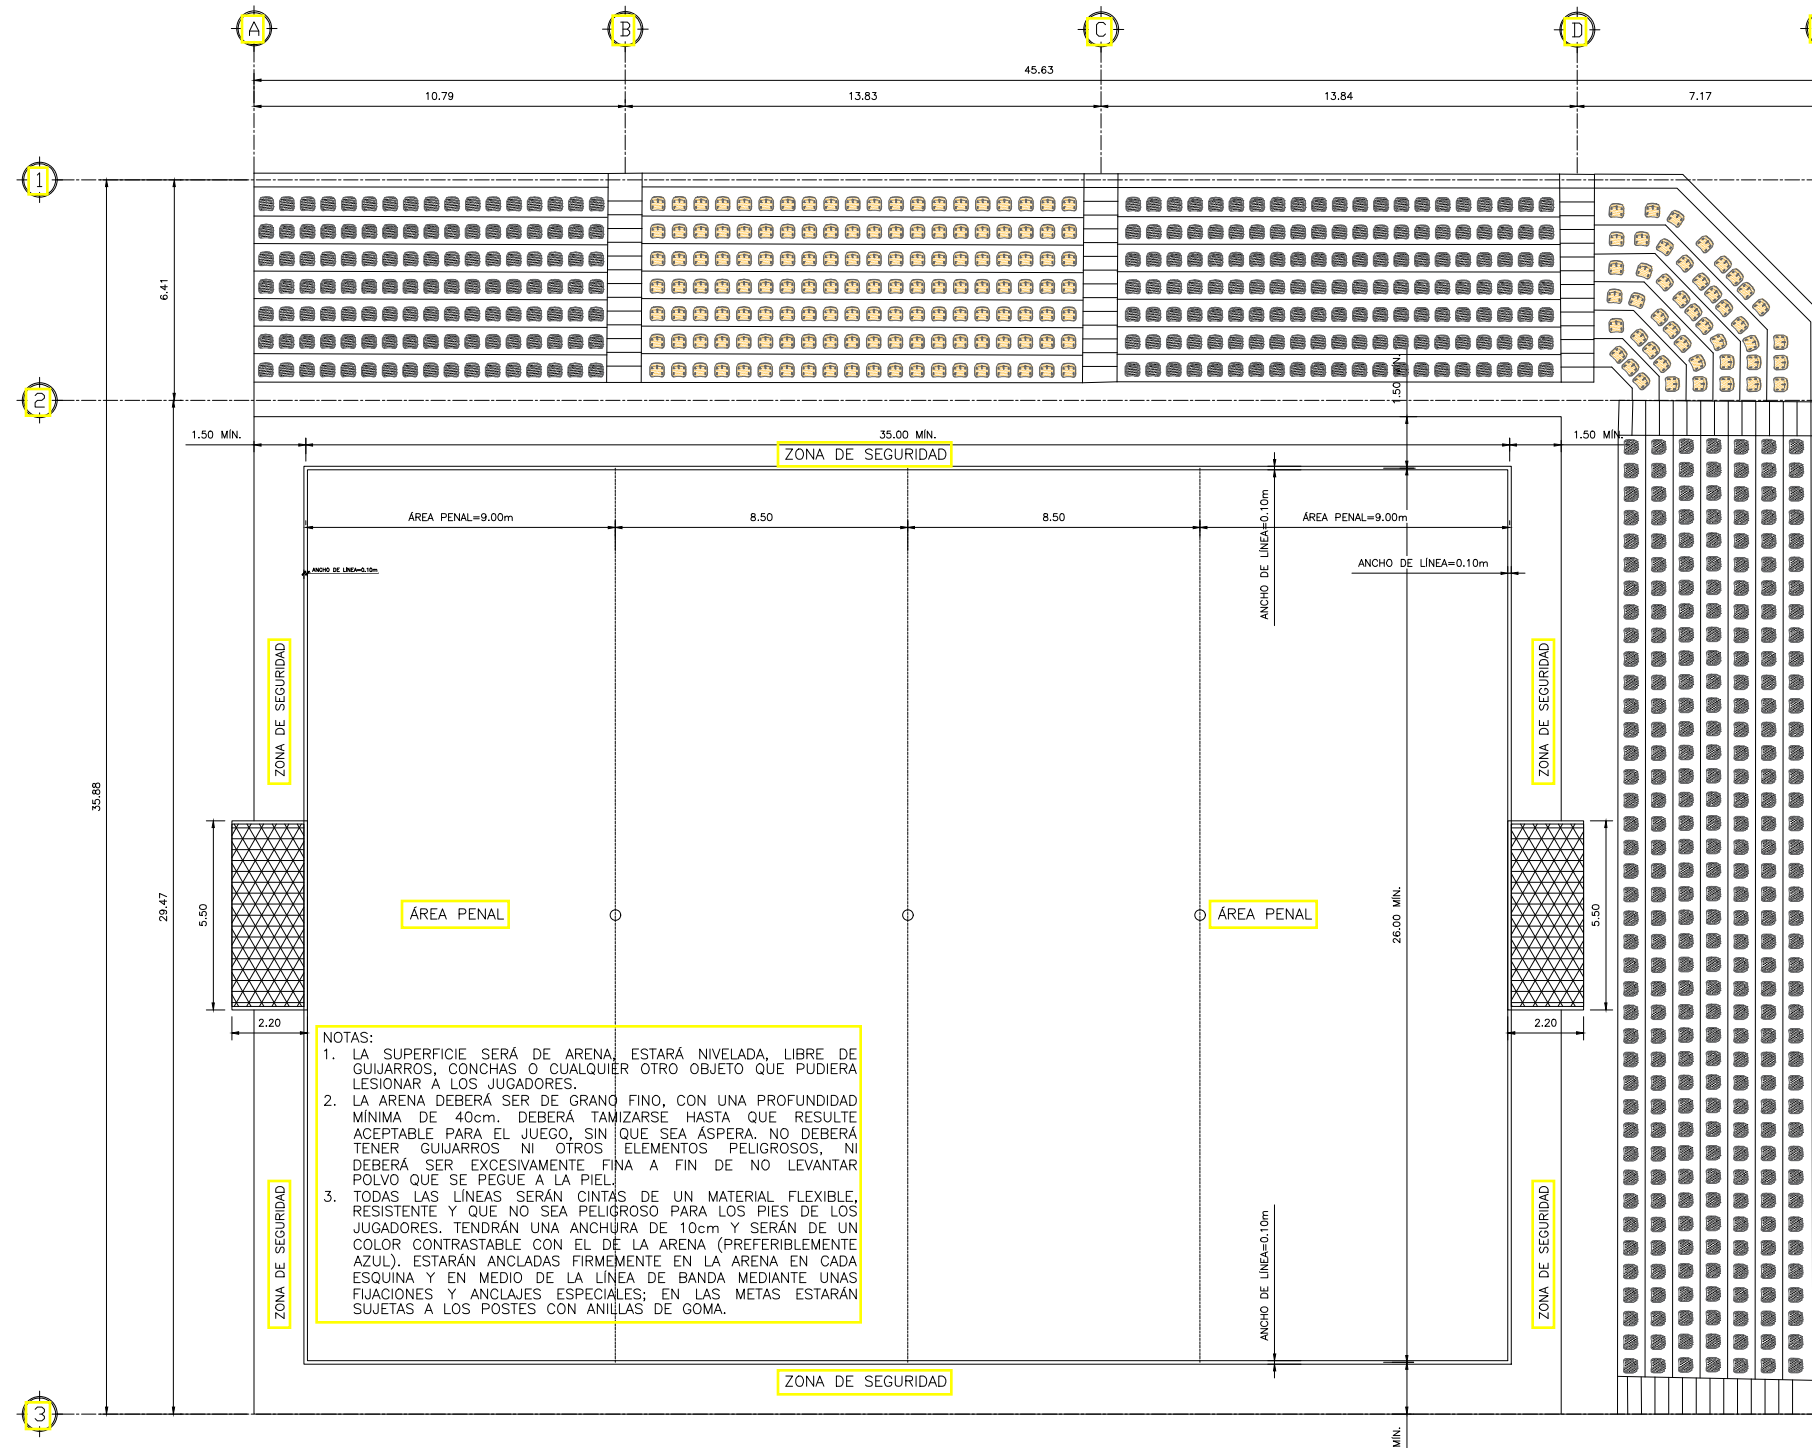 A
B
C
D
45.63
10.79
13.83
13.84
7.17
1
6.41
1.50 MÍN.
2
1.50 MÍN.
35.00 MÍN.
1.50 MÍN.
ZONA DE SEGURIDAD
ÁREA PENAL=9.00m
8.50
8.50
ÁREA PENAL=9.00m
ANCHO DE LÍNEA=0.10m
ANCHO DE LÍNEA=0.10m
ANCHO DE LÍNEA=0.10m
ZONA DE SEGURIDAD
ZONA DE SEGURIDAD
35.88
29.47
5.50
ÁREA PENAL
ÁREA PENAL
26.00 MÍN.
5.50
2.20
2.20
NOTAS:
1. LA SUPERFICIE SERÁ DE ARENA, ESTARÁ NIVELADA, LIBRE DE
GUIJARROS, CONCHAS O CUALQUIER OTRO OBJETO QUE PUDIERA
LESIONAR A LOS JUGADORES.
2. LA ARENA DEBERÁ SER DE GRANO FINO, CON UNA PROFUNDIDAD
MÍNIMA DE 40cm. DEBERÁ TAMIZARSE HASTA QUE RESULTE
ACEPTABLE PARA EL JUEGO, SIN QUE SEA ÁSPERA. NO DEBERÁ
TENER GUIJARROS NI OTROS ELEMENTOS PELIGROSOS, NI
DEBERÁ SER EXCESIVAMENTE FINA A FIN DE NO LEVANTAR
POLVO QUE SE PEGUE A LA PIEL.
3. TODAS LAS LÍNEAS SERÁN CINTAS DE UN MATERIAL FLEXIBLE,
RESISTENTE Y QUE NO SEA PELIGROSO PARA LOS PIES DE LOS
JUGADORES. TENDRÁN UNA ANCHURA DE 10cm Y SERÁN DE UN
COLOR CONTRASTABLE CON EL DE LA ARENA (PREFERIBLEMENTE
AZUL). ESTARÁN ANCLADAS FIRMEMENTE EN LA ARENA EN CADA
ESQUINA Y EN MEDIO DE LA LÍNEA DE BANDA MEDIANTE UNAS
FIJACIONES Y ANCLAJES ESPECIALES; EN LAS METAS ESTARÁN
SUJETAS A LOS POSTES CON ANILLAS DE GOMA.
ZONA DE SEGURIDAD
ANCHO DE LÍNEA=0.10m
ZONA DE SEGURIDAD
ZONA DE SEGURIDAD
3
MÍN.